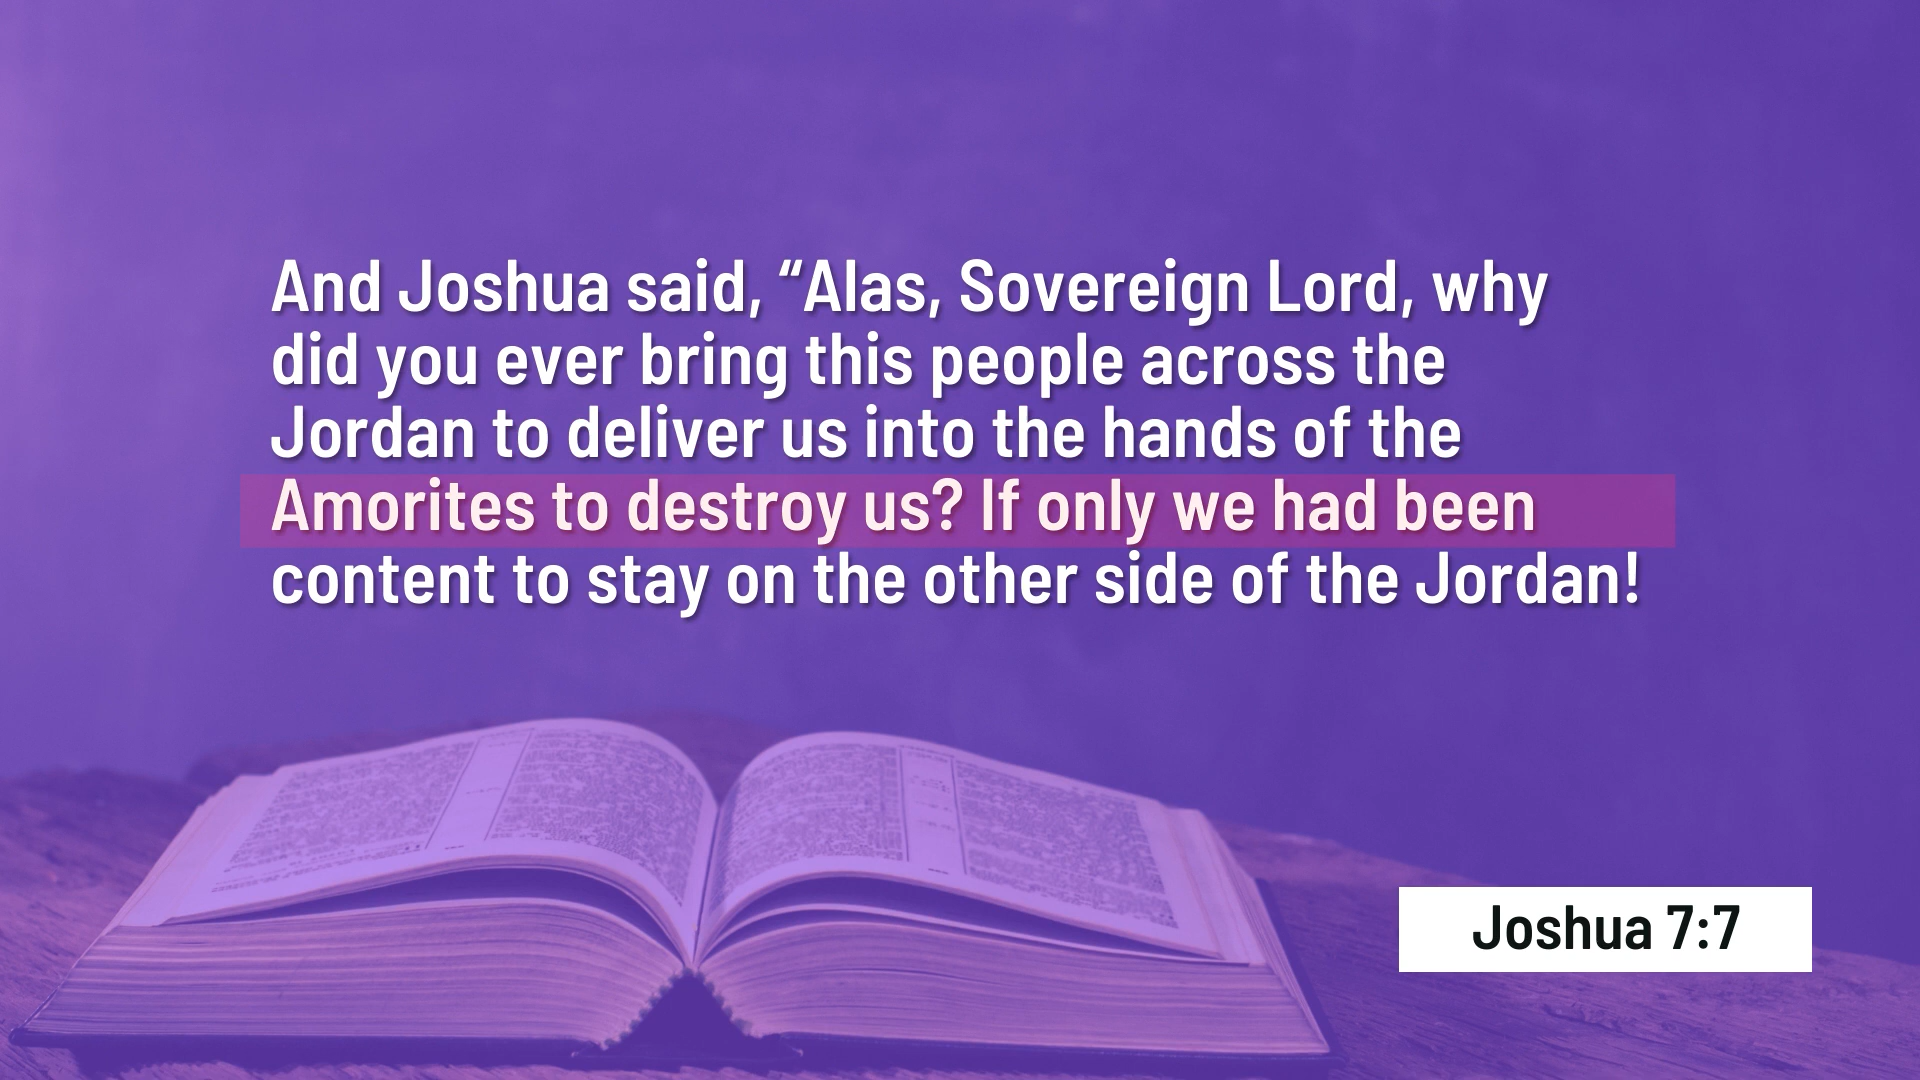 And Joshua said, “Alas, Sovereign Lord, why
did you ever bring this people across the
Jordan to deliver us into the hands of the
Amorites to destroy us? If only we had been
content to stay on the other side of the Jordan!
Joshua 7:7